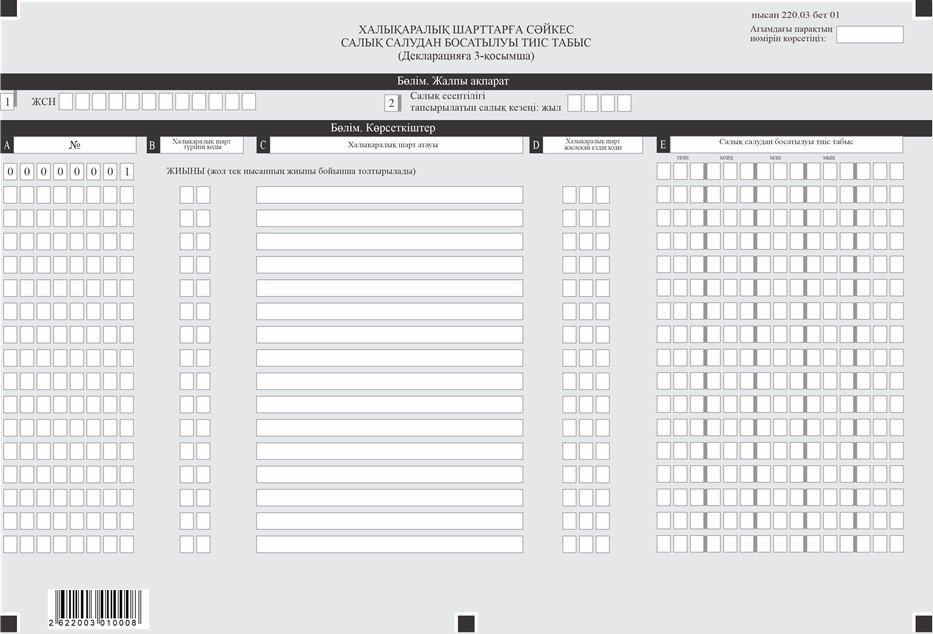 нысан 220.03 бет 01
ХАЛЫҚАРАЛЫҚ ШАРТТАРҒА СӘЙКЕС
САЛЫҚ САЛУДАН БОСАТЫЛУЫ ТИІС ТАБЫС
(Декларацияға 3-қосымша)
Ағымдағы парақтың
нөмірін көрсетіңіз:
Бөлім. Жалпы ақпарат
1 ЖСН
2 Салық есептілігі
тапсырылатын салық кезеңі: жыл
Бөлім. Көрсеткіштер
A №
B Халықаралық шарт
түрінің коды
C Халықаралық шарт атауы
D Халықаралық шарт
жасасқан елдің коды
E Салық салудан босатылуы тиіс табыс
трлн млрд млн мың
0 0 0 0 0 0 0 1 ЖИЫНЫ (жол тек нысанның жиыны бойынша толтырылады)
2 622003 010008